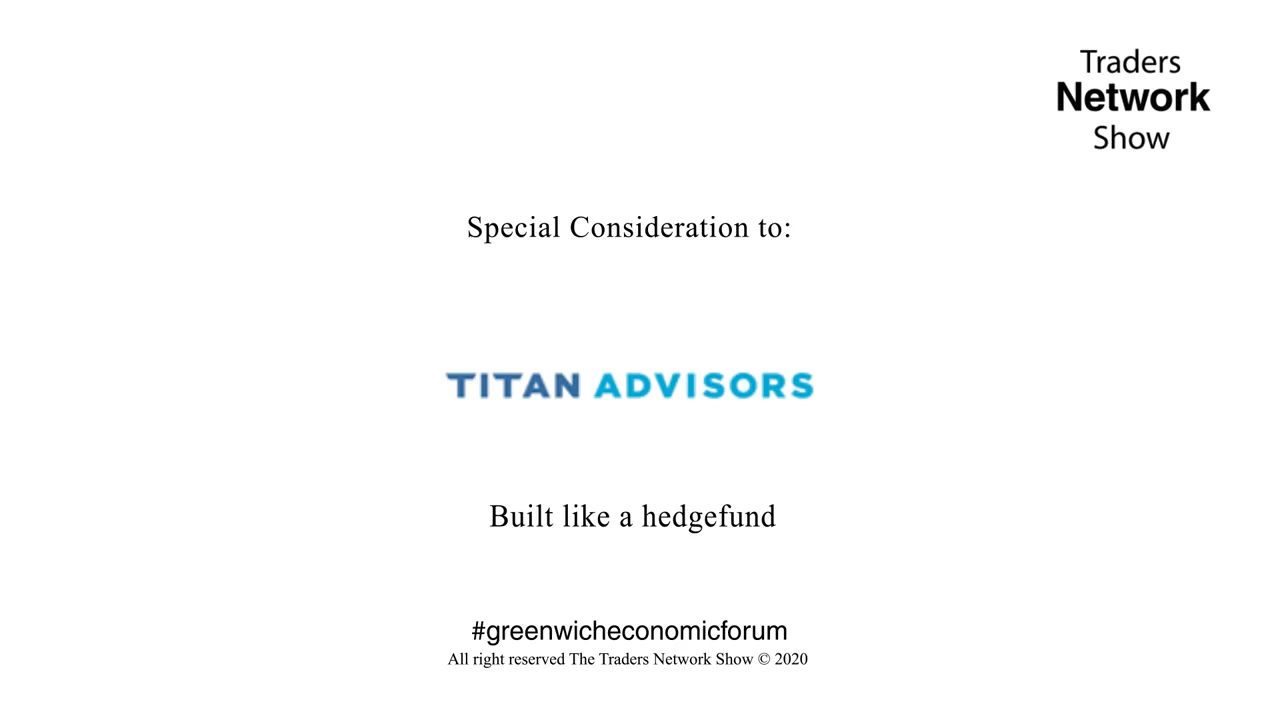 Traders
Network
Show
Special Consideration to:
TITAN ADVISORS
Built like a hedgefund
#greenwicheconomicforum
All right reserved The Traders Network Show © 2020